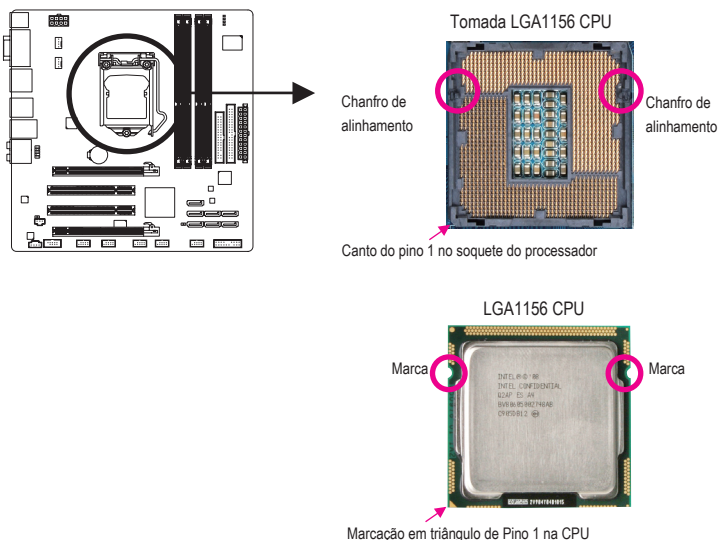 Tomada LGA1156 CPU
Chanfro de
alinhamento
Chanfro de
alinhamento
Canto do pino 1 no soquete do processador
LGA1156 CPU
Marca
Marca
INTEL CONFIDENTIAL
Marcação em triângulo de Pino 1 na CPU